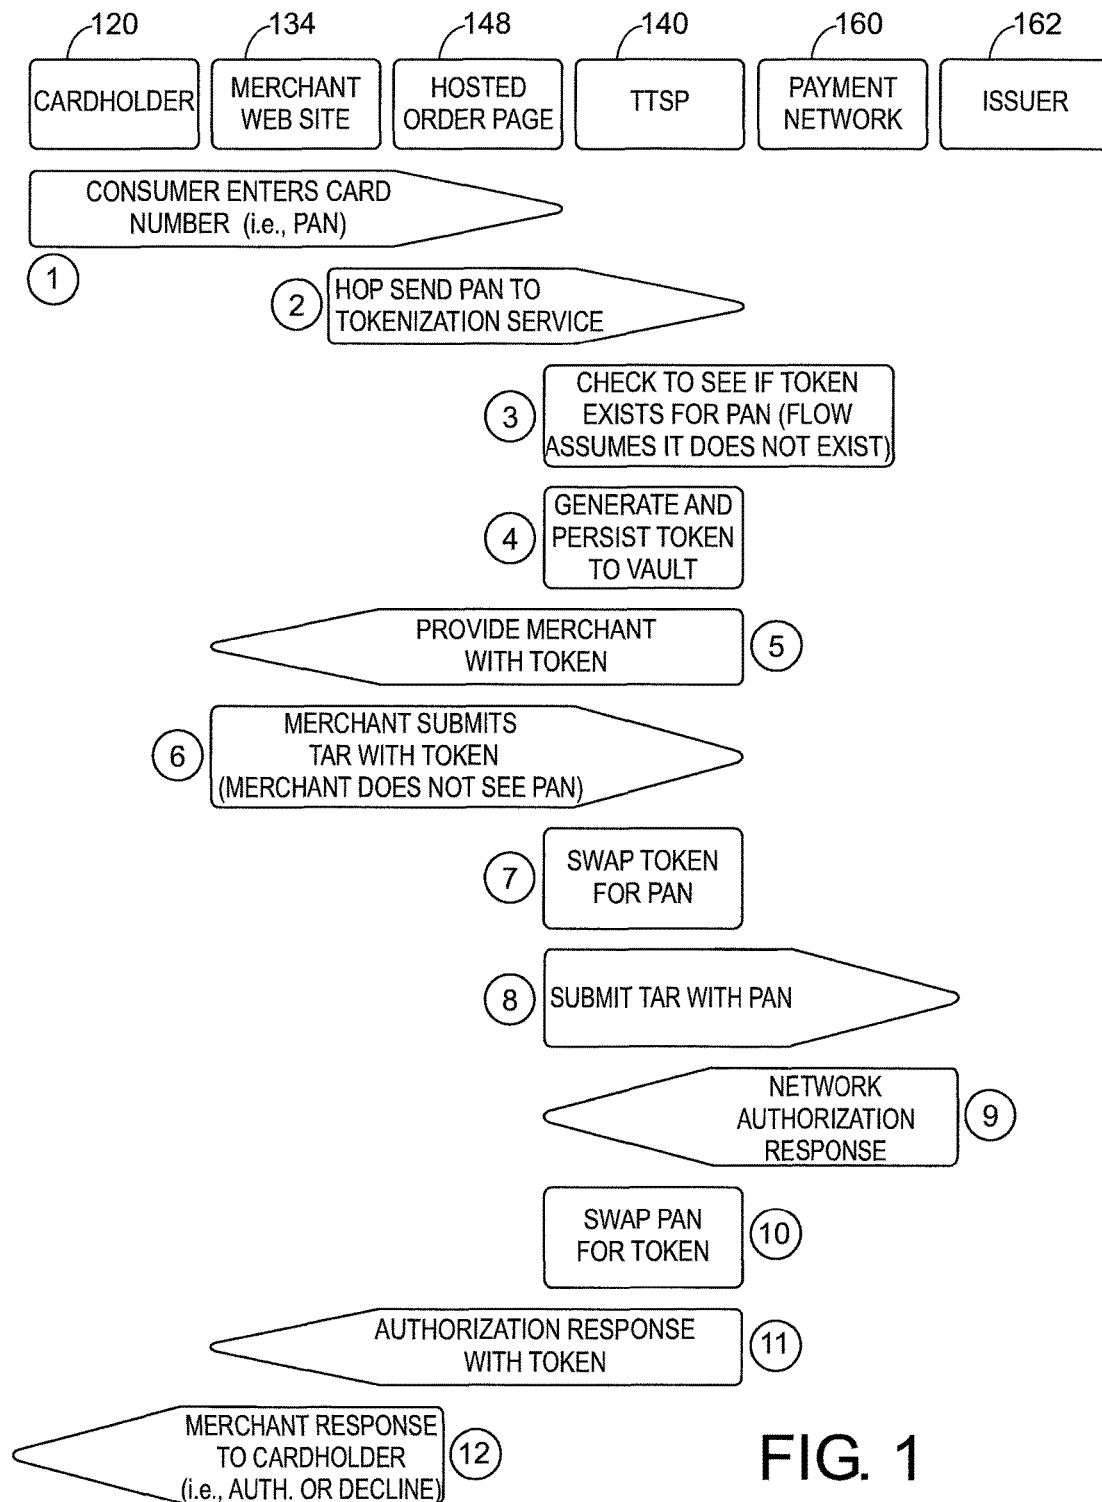 120
134
148
140
160
162
CARDHOLDER
MERCHANT
WEB SITE
HOSTED
ORDER PAGE
TTSP
PAYMENT
NETWORK
ISSUER
CONSUMER ENTERS CARD
NUMBER (i.e., PAN)
1
2
HOP SEND PAN TO
TOKENIZATION SERVICE
3
CHECK TO SEE IF TOKEN
EXISTS FOR PAN (FLOW
ASSUMES IT DOES NOT EXIST)
4
GENERATE AND
PERSIST TOKEN
TO VAULT
PROVIDE MERCHANT
WITH TOKEN
5
6
MERCHANT SUBMITS
TAR WITH TOKEN
(MERCHANT DOES NOT SEE PAN)
7
SWAP TOKEN
FOR PAN
8
SUBMIT TAR WITH PAN
NETWORK
AUTHORIZATION
RESPONSE
9
SWAP PAN
FOR TOKEN
10
AUTHORIZATION RESPONSE
WITH TOKEN
11
MERCHANT RESPONSE
TO CARDHOLDER
(i.e., AUTH. OR DECLINE)
12
FIG. 1